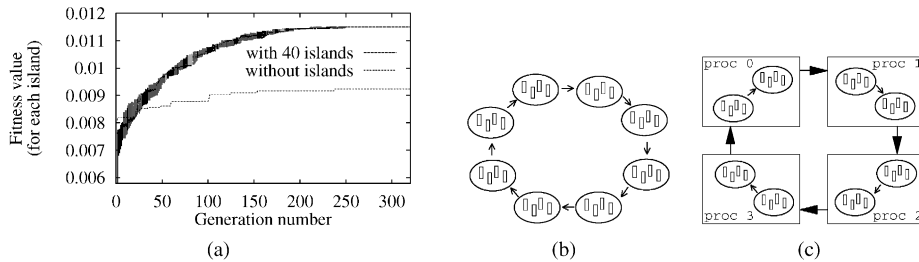 Fitness value
(for each island)
0.012
0.011
0.01
0.009
0.008
0.007
0.006
with 40 islands
without islands
0 50 100 150 200 250 300
Generation number
(a)
(b)
proc 0
proc 1
proc 3
proc 2
(c)